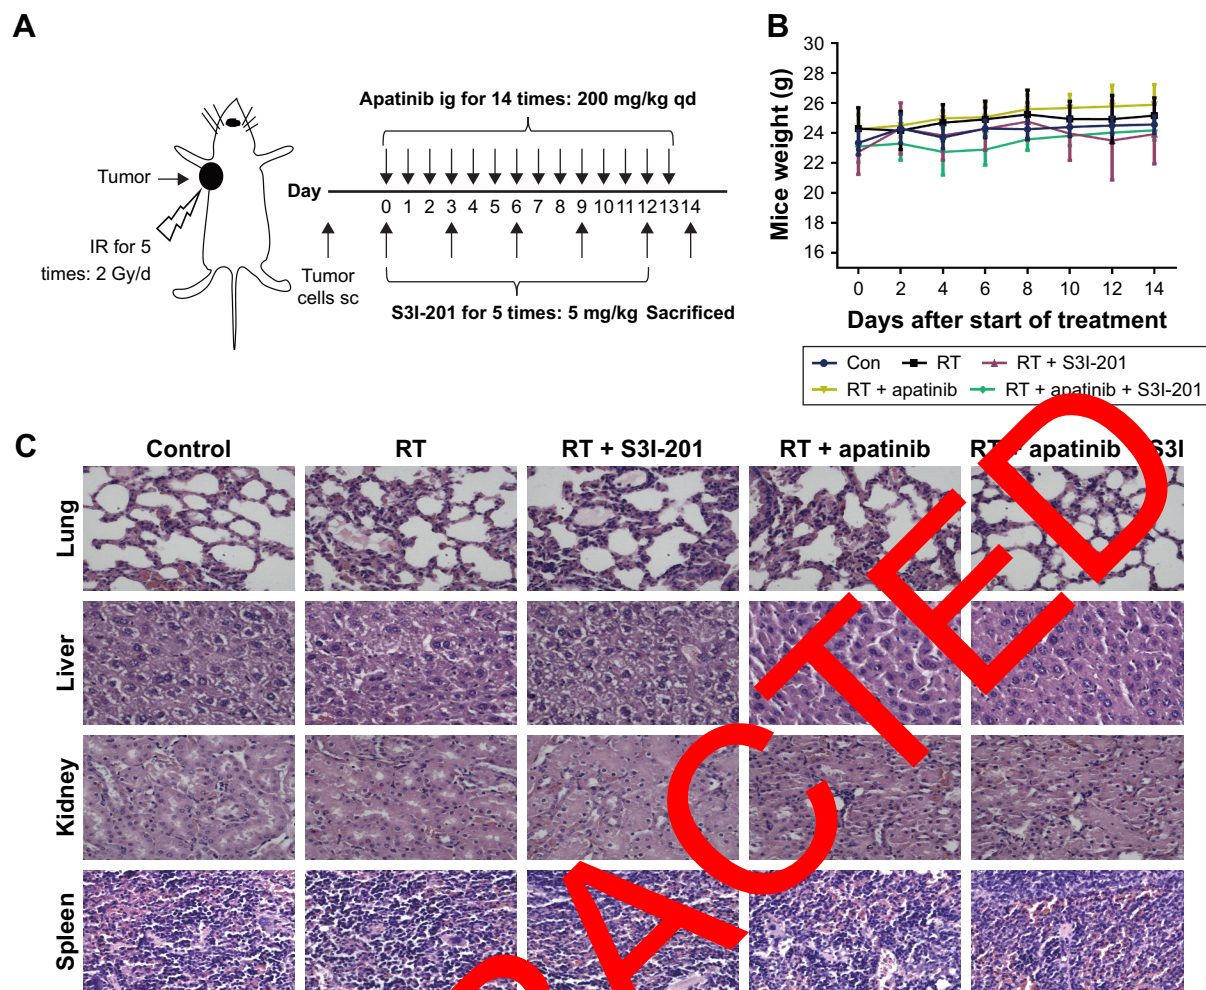 A
Apatinib ig for 14 times: 200 mg/kg qd
Tumor
Day
0 1 2 3 4 5 6 7 8 9 10 11 12 13 14
IR for 5
times: 2 Gy/d
Tumor
cells sc
S3I-201 for 5 times: 5 mg/kg Sacrificed
B
Mice weight (g)
30
28
26
24
22
20
18
16
0 2 4 6 8 10 12 14
Days after start of treatment
Con RT RT + S3I-201
RT + apatinib RT + apatinib + S3I-201
C
Control RT RT + S3I-201 RT + apatinib RT + apatinib S3I
Lung
Liver
Kidney
Spleen
ACTED